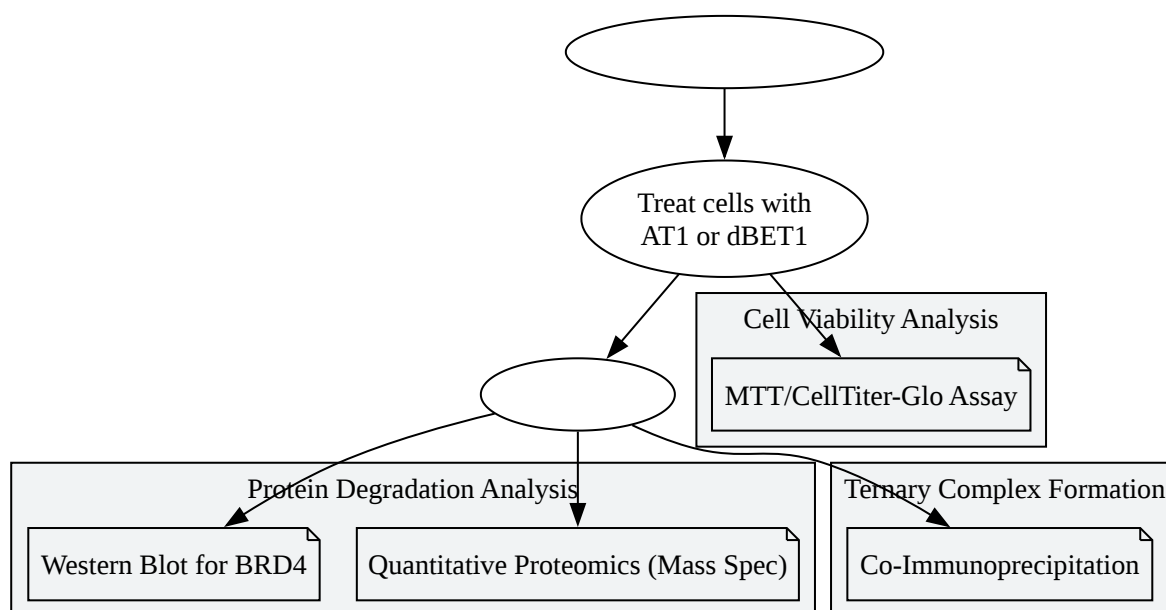 Treat cells with
AT1 or dBET1
Cell Viability Analysis
MTT/CellTiter-Glo Assay
Protein Degradation Analysis
Western Blot for BRD4
Quantitative Proteomics (Mass Spec)
Ternary Complex Formation
Co-Immunoprecipitation